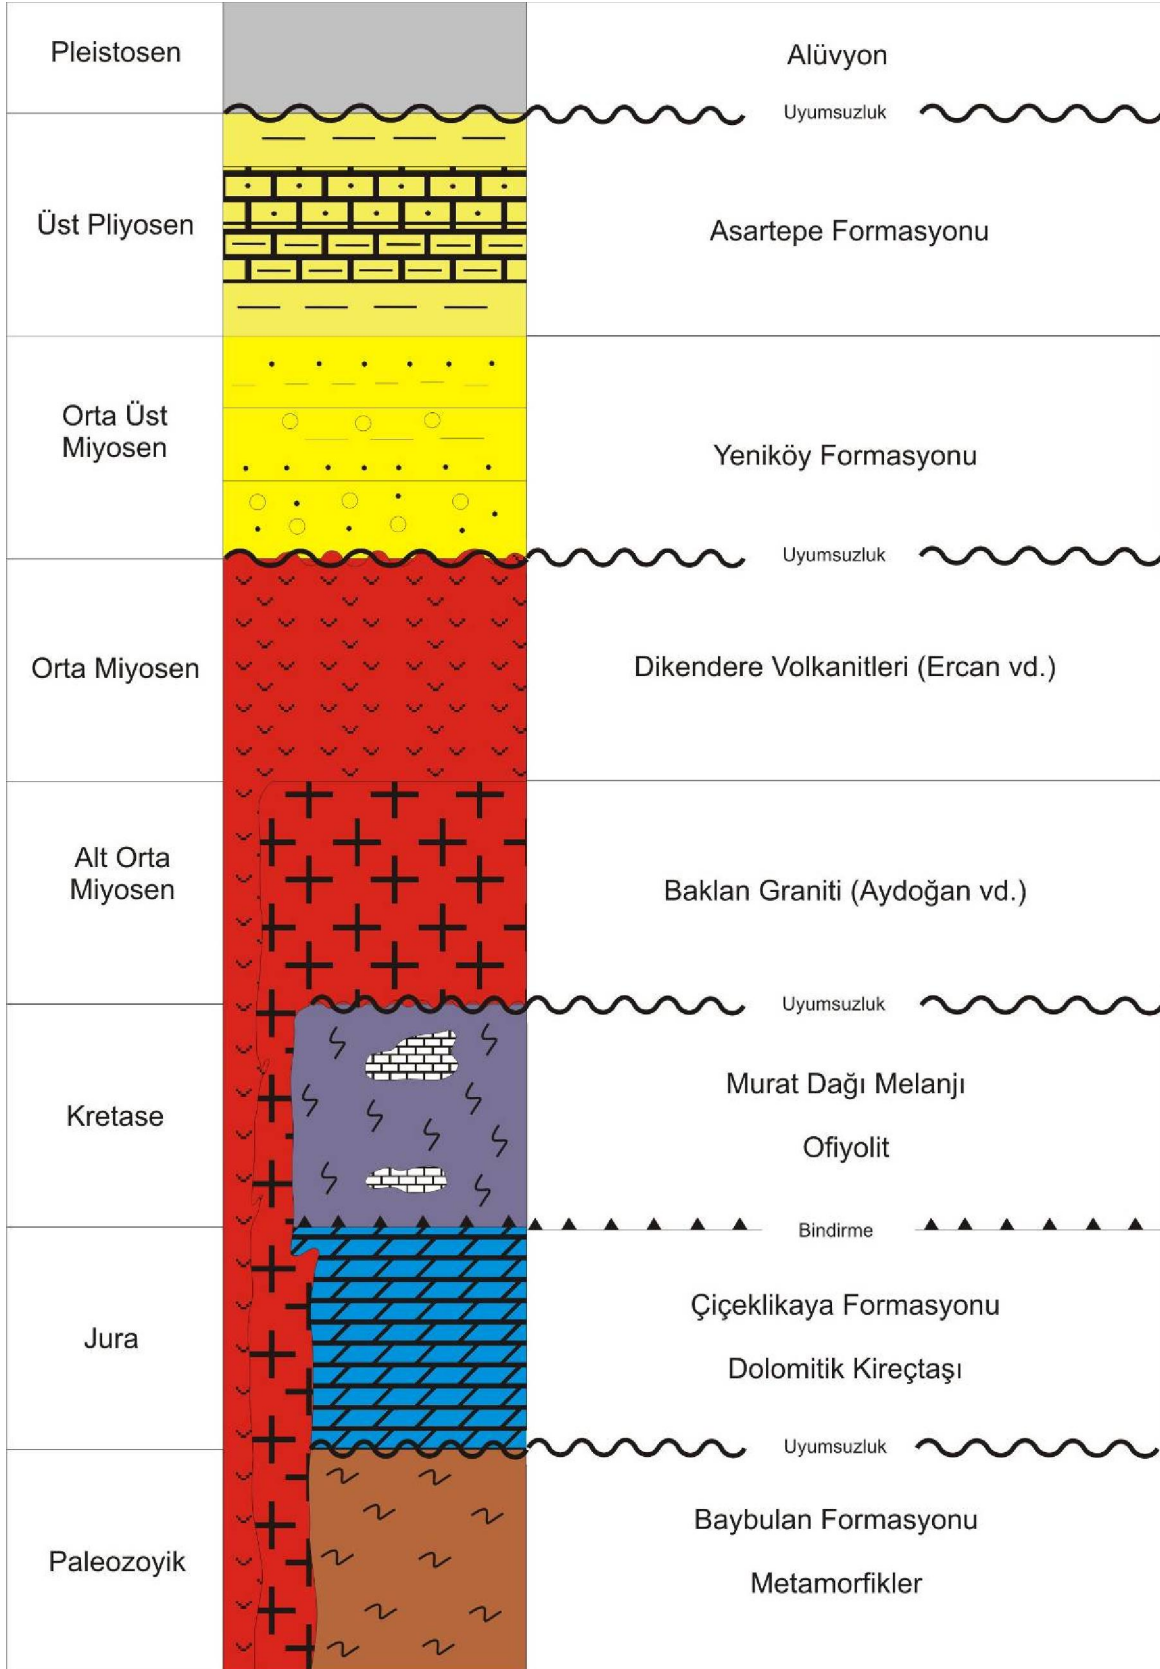 Pleistosen
Alüvyon
Uyumsuzluk
Üst Pliyosen
Asartepe Formasyonu
Orta Üst
Miyosen
Yeniköy Formasyonu
Uyumsuzluk
Orta Miyosen
Dikendere Volkanitleri (Ercan vd.)
Alt Orta
Miyosen
Baklan Graniti (Aydoğan vd.)
Uyumsuzluk
Kretase
Murat Dağı Melanjı
Ofiyolit
Bindirme
Jura
Çiçeklikaya Formasyonu
Dolomitik Kireçtaşı
Uyumsuzluk
Paleozoyik
Baybulan Formasyonu
Metamorfikler